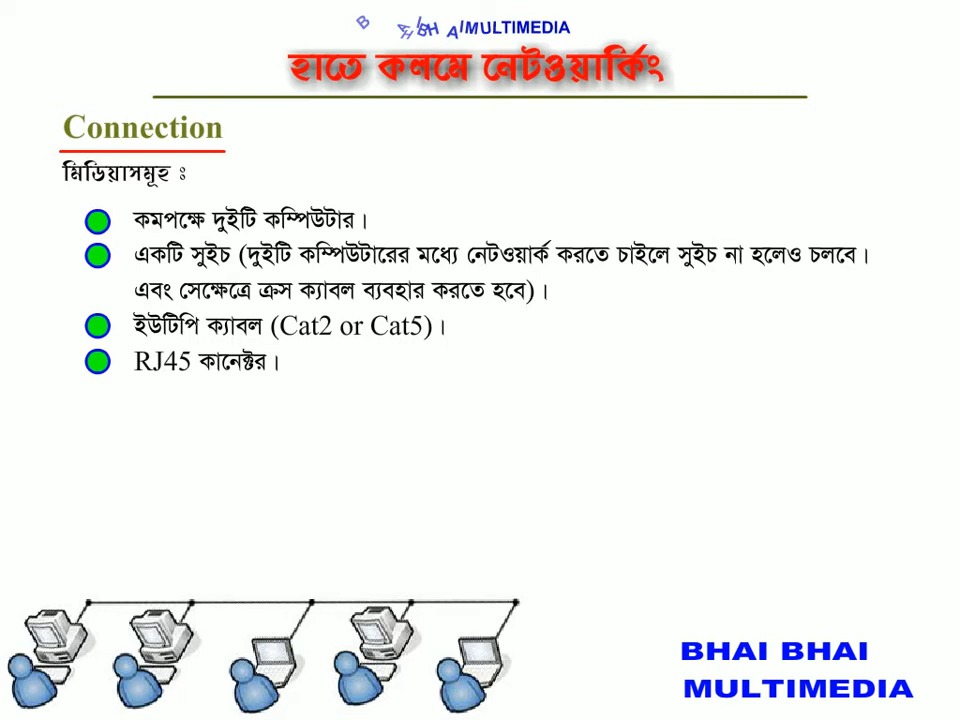 MULTIMEDIA
হাতে কলমে নেটওয়ার্কিং
Connection
মিডিয়াসমূহ ঃ
কমপক্ষে দুইটি কম্পিউটার।
একটি সুইচ (দুইটি কম্পিউটারের মধ্যে নেটওয়ার্ক করতে চাইলে সুইচ না হলেও চলবে।
এবং সেক্ষেত্রে ক্রস ক্যাবল ব্যবহার করতে হবে)।
ইউটিপি ক্যাবল (Cat2 or Cat5)।
RJ45 কানেক্টর।
BHAI BHAI
MULTIMEDIA